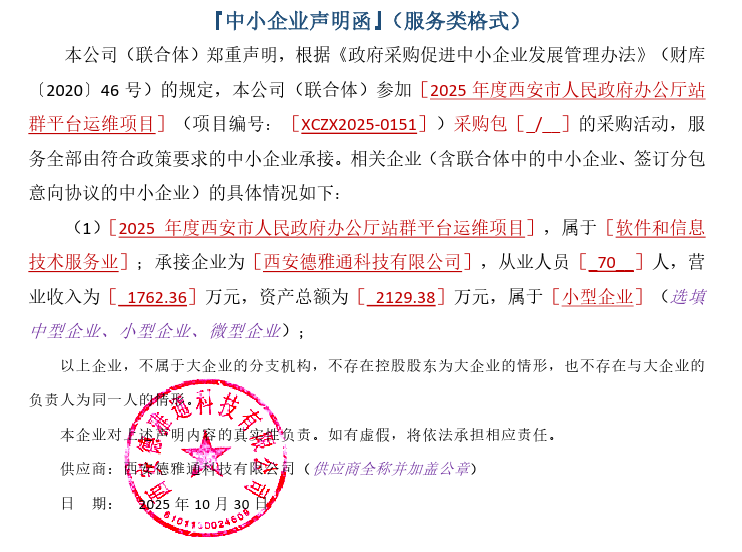 『中小企业声明函』（服务类格式）
本公司（联合体）郑重声明，根据《政府采购促进中小企业发展管理办法》（财库
〔2020〕46 号）的规定，本公司（联合体）参加［2025 年度西安市人民政府办公厅站
群平台运维项目］（项目编号：［XCZX2025-0151］）采购包［_/__］的采购活动，服
务全部由符合政策要求的中小企业承接。相关企业（含联合体中的中小企业、签订分包
意向协议的中小企业）的具体情况如下：
（1）［2025 年度西安市人民政府办公厅站群平台运维项目］，属于［软件和信息
技术服务业］；承接企业为［西安德雅通科技有限公司］，从业人员［_70__］人，营
业收入为［_1762.36］万元，资产总额为［_2129.38］万元，属于［小型企业］（选填
中型企业、小型企业、微型企业）；
以上企业，不属于大企业的分支机构，不存在控股股东为大企业的情形，也不存在与大企业的
负责人为同一人的情形。
本企业对上述声明内容的真实性负责。如有虚假，将依法承担相应责任。
供应商：西安德雅通科技有限公司（供应商全称并加盖公章）
日 期： 2025 年 10 月 30 日
西安德雅通科技有限公司